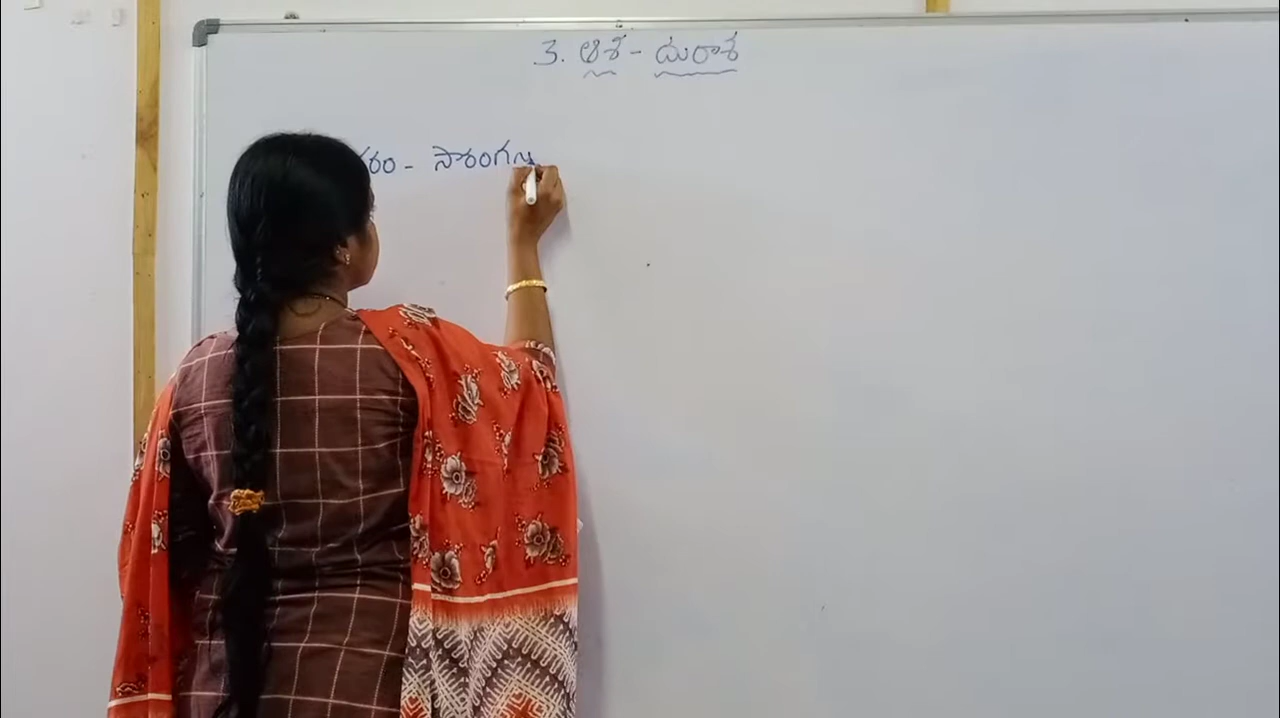 3. ఆశ - దురాశ
రం - సారంగ